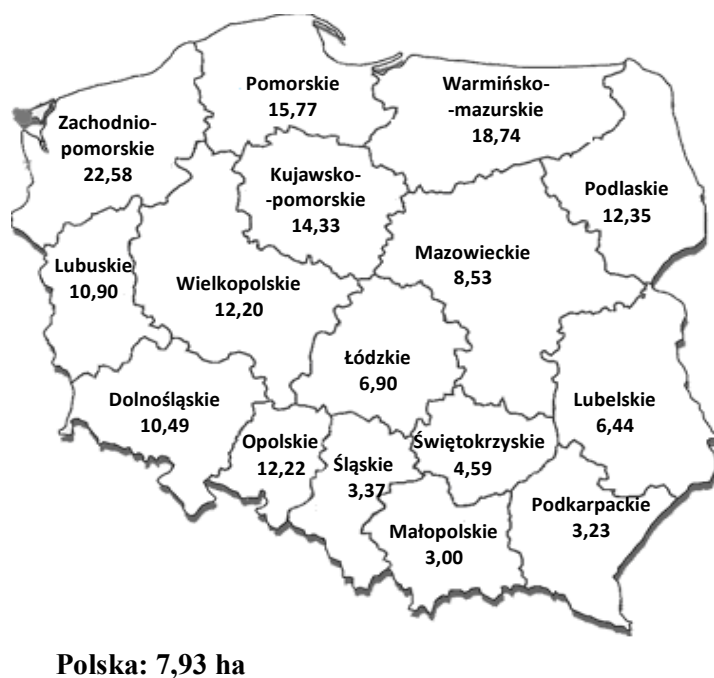 Pomorskie
15,77
Warmińsko-
-mazurskie
18,74
Zachodnio-
pomorskie
22,58
Kujawsko-
-pomorskie
14,33
Podlaskie
12,35
Mazowieckie
8,53
Lubuskie
10,90
Wielkopolskie
12,20
Łódzkie
6,90
Lubelskie
6,44
Dolnośląskie
10,49
Opolskie
12,22
Śląskie
3,37
Świętokrzyskie
4,59
Podkarpackie
3,23
Małopolskie
3,00
Polska: 7,93 ha